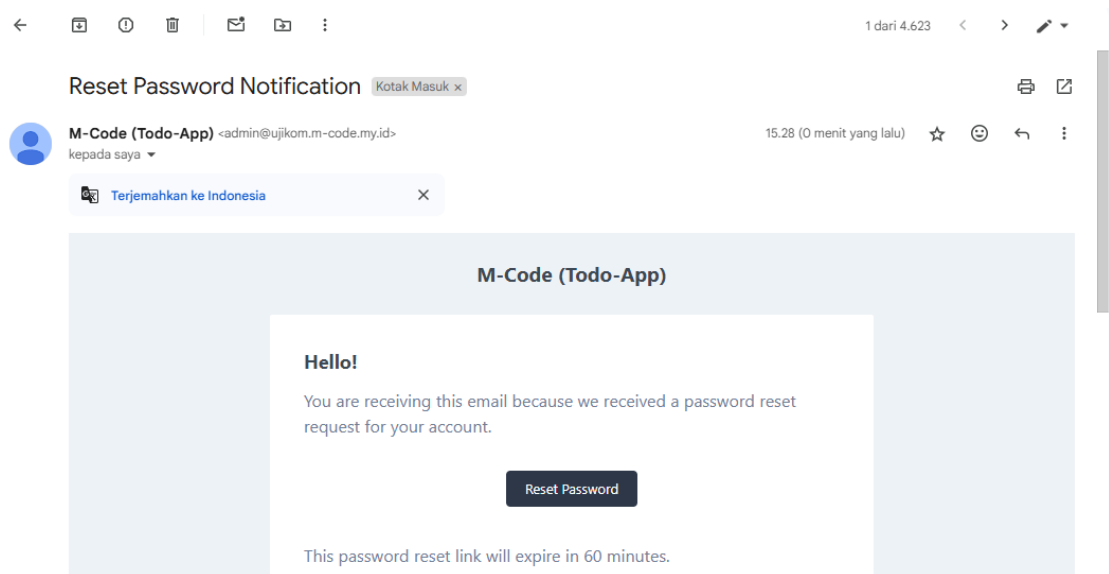 1 dari 4.623
Reset Password Notification Kotak Masuk ×
M-Code (Todo-App) <admin@ujikom.m-code.my.id>
15.28 (0 menit yang lalu)
kepada saya
Terjemahkan ke Indonesia
M-Code (Todo-App)
Hello!
You are receiving this email because we received a password reset
request for your account.
Reset Password
This password reset link will expire in 60 minutes.